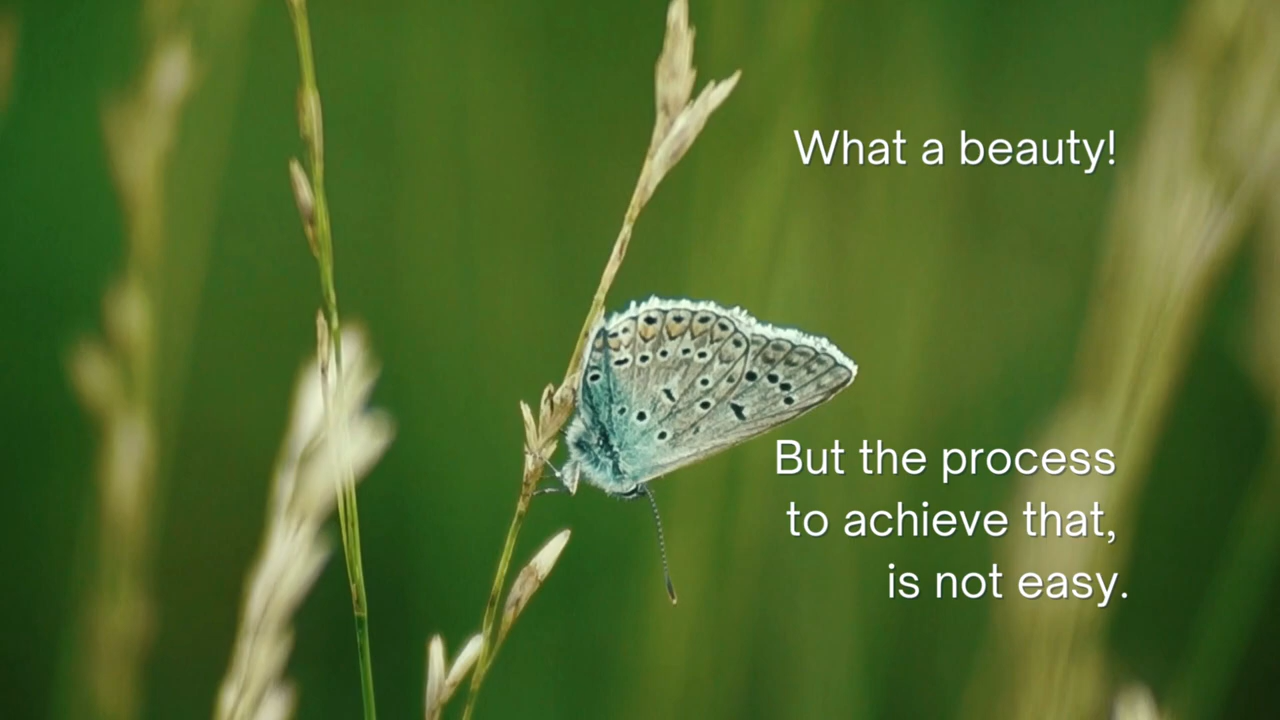 What a beauty!
But the process
to achieve that,
is not easy.